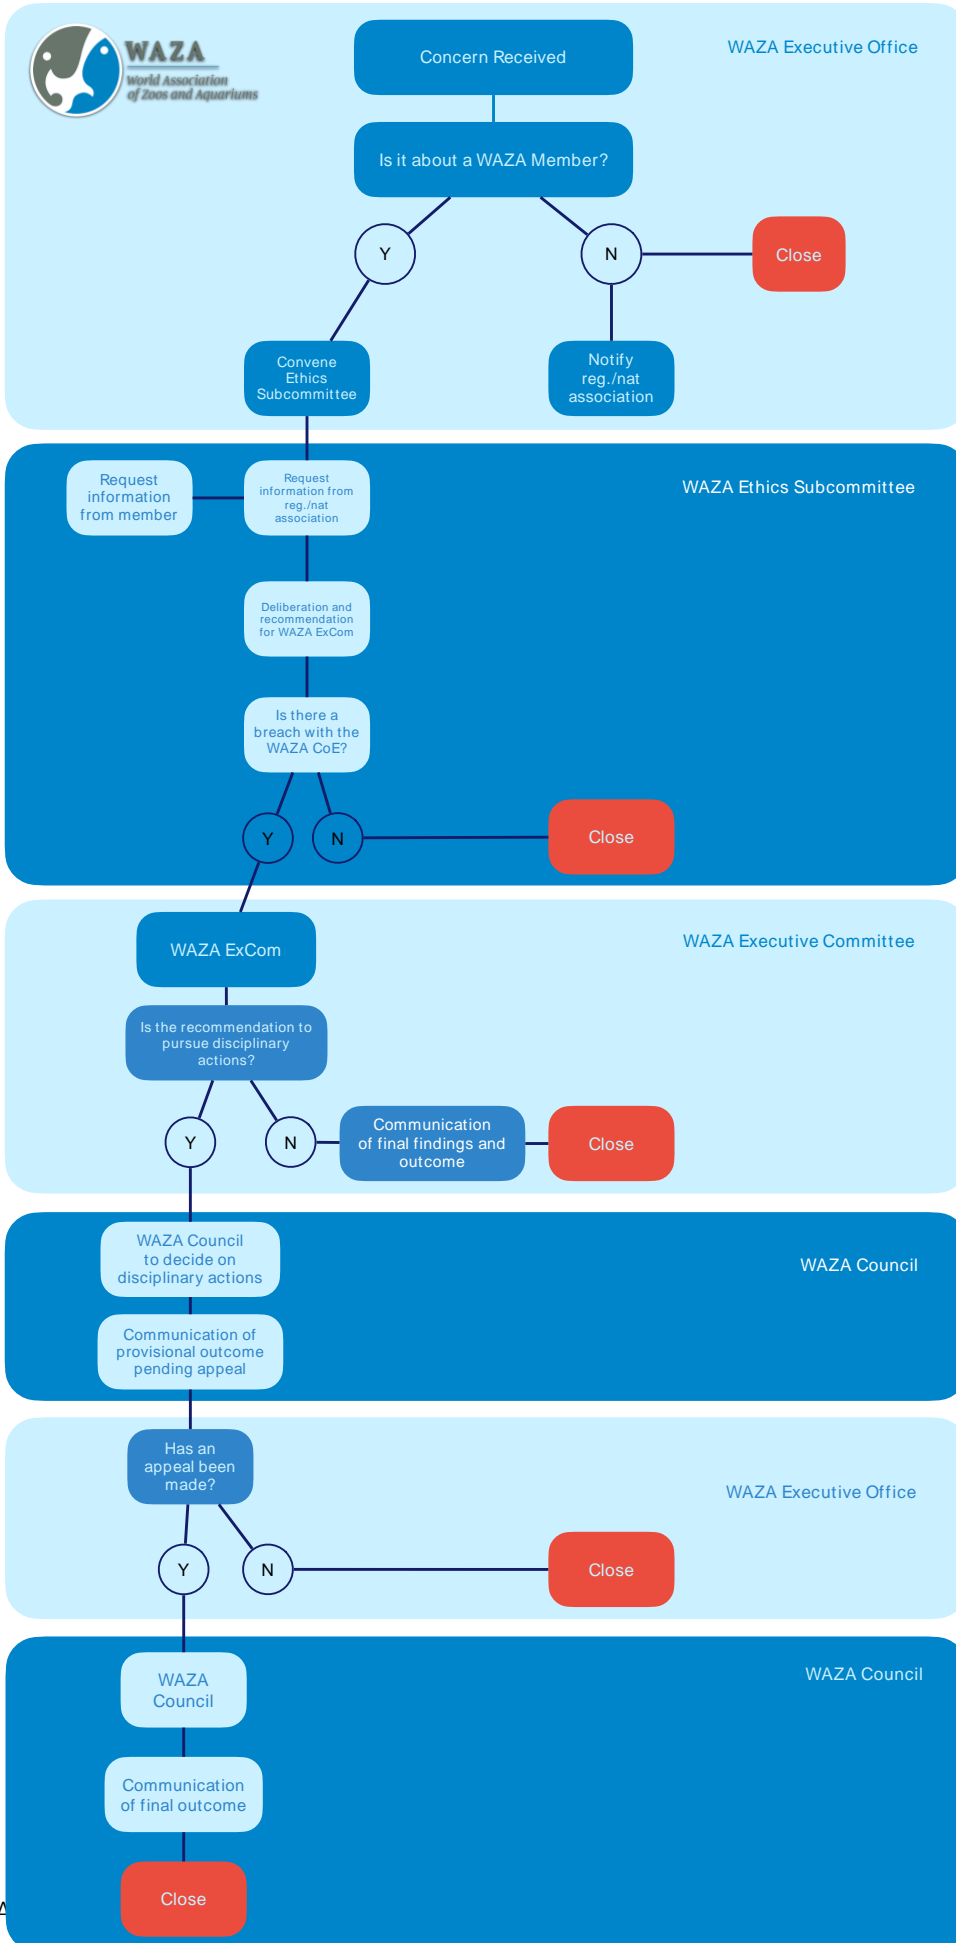 WAZA
World Association
of Zoos and Aquariums
Concern Received
WAZA Executive Office
Is it about a WAZA Member?
Y
N
Close
Convene
Ethics
Subcommittee
Notify
reg./nat
association
WAZA Ethics Subcommittee
Request
information
from member
Request
information from
reg./nat
association
Deliberation and
recommendation
for WAZA ExCom
Is there a
breach with the
WAZA CoE?
Y
N
Close
WAZA Executive Committee
WAZA ExCom
Is the recommendation to
pursue disciplinary
actions?
Y
N
Communication
of final findings and
outcome
Close
WAZA Council
WAZA Council
to decide on
disciplinary actions
Communication of
provisional outcome
pending appeal
Has an
appeal been
made?
WAZA Executive Office
Y
N
Close
WAZA Council
WAZA
Council
Communication
of final outcome
Close